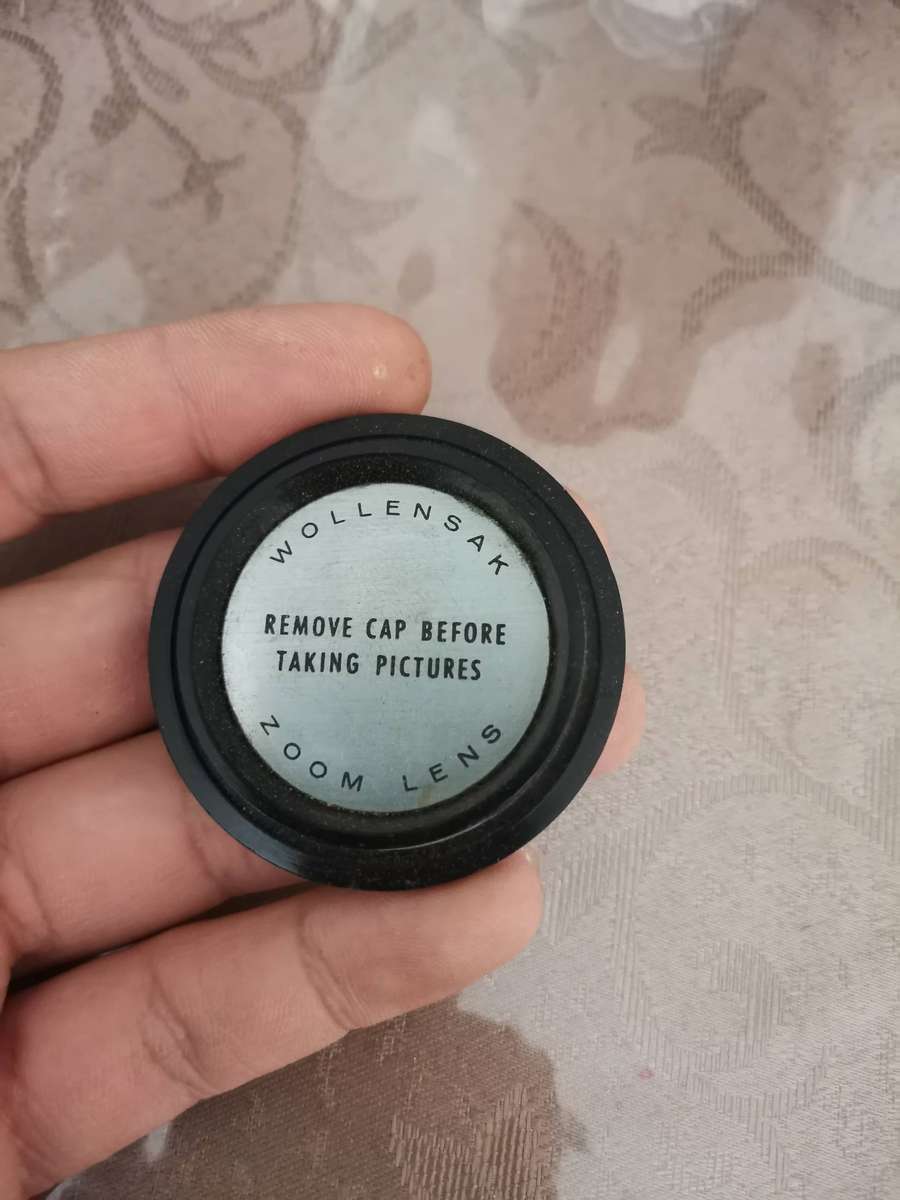 WOLLENSAK
REMOVE CAP BEFORE
TAKING PICTURES
ZOOM LENS